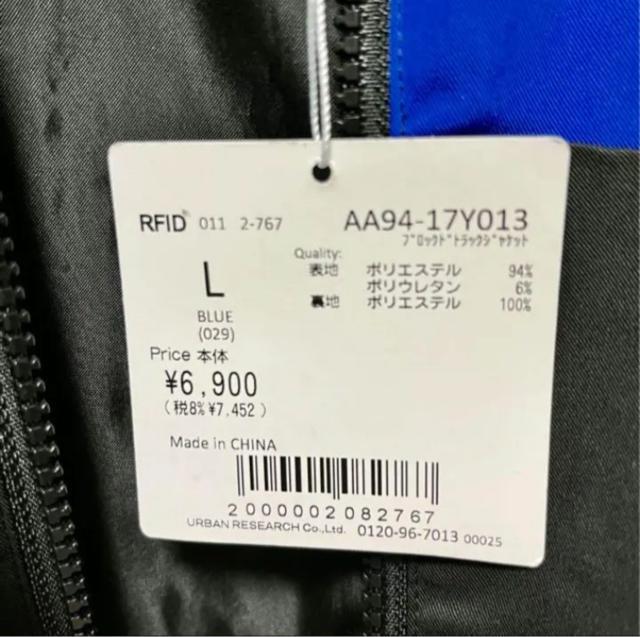 RFID 011 2-767 AA94-17Y013
ﾌﾞﾛｯｸﾄﾞﾄﾗｯｸｼﾞｬｹｯﾄ
Quality:
表地 ポリエステル 94%
ポリウレタン 6%
裏地 ポリエステル 100%
L
BLUE
(029)
Price 本体
¥6,900
(税8%¥7,452)
Made in CHINA
2000002082767
URBAN RESEARCH Co.,Ltd. 0120-96-7013 00025